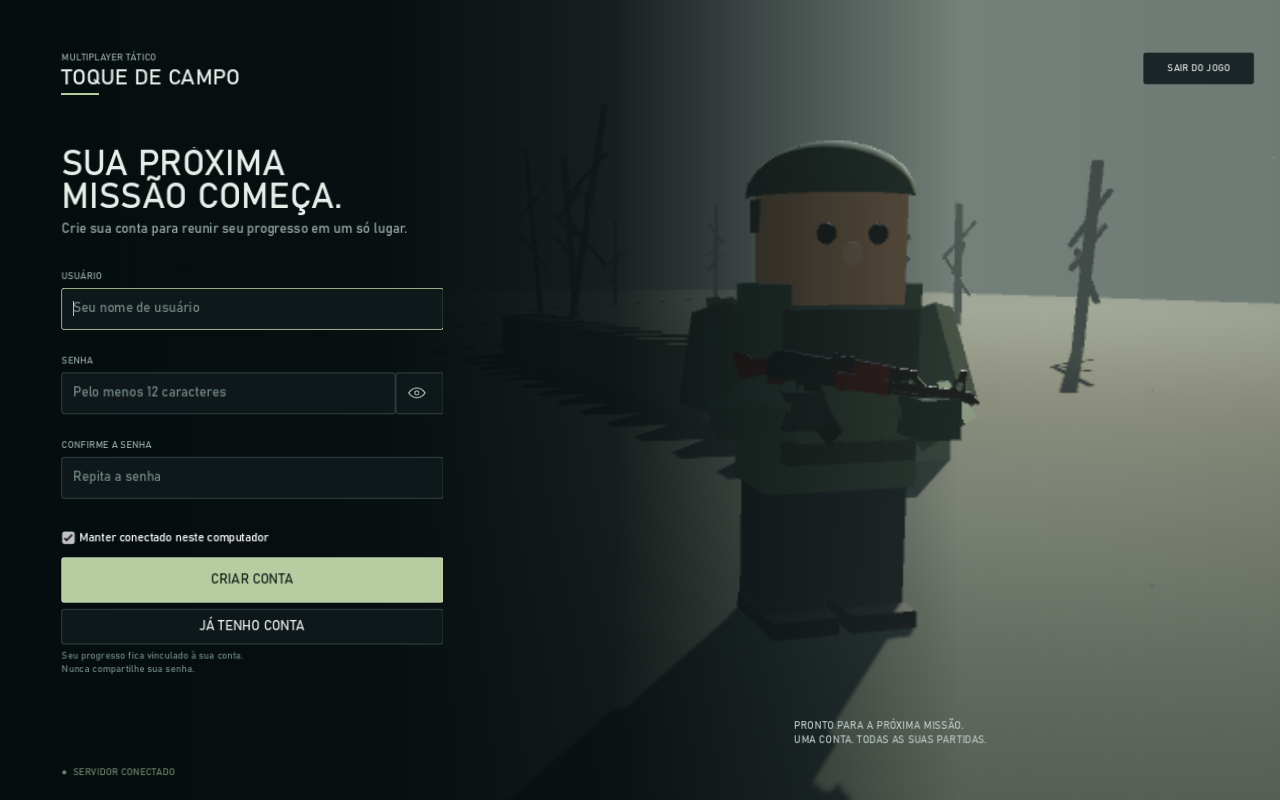 MULTIPLAYER TÁTICO
TOQUE DE CAMPO
SAIR DO JOGO
SUA PRÓXIMA
MISSÃO COMEÇA.
Crie sua conta para reunir seu progresso em um só lugar.
USUÁRIO
Seu nome de usuário
SENHA
Pelo menos 12 caracteres
CONFIRME A SENHA
Repita a senha
Manter conectado neste computador
CRIAR CONTA
JÁ TENHO CONTA
Seu progresso fica vinculado à sua conta.
Nunca compartilhe sua senha.
PRONTO PARA A PRÓXIMA MISSÃO.
UMA CONTA. TODAS AS SUAS PARTIDAS.
SERVIDOR CONECTADO